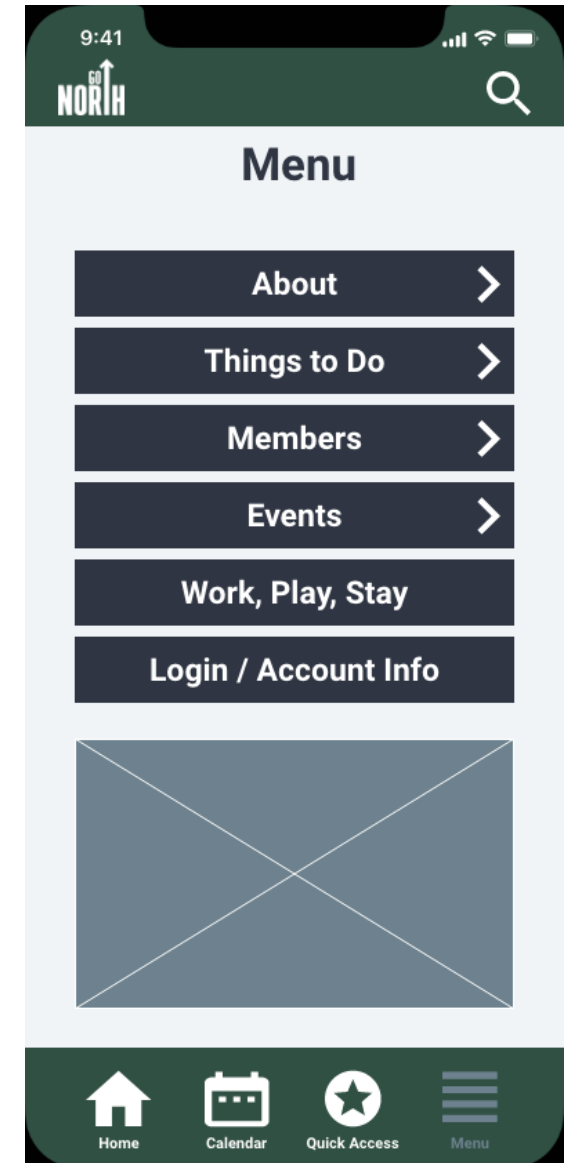 9:41
GO
NORTH
Menu
About
Things to Do
Members
Events
Work, Play, Stay
Login / Account Info
Home
Calendar
Quick Access
Menu